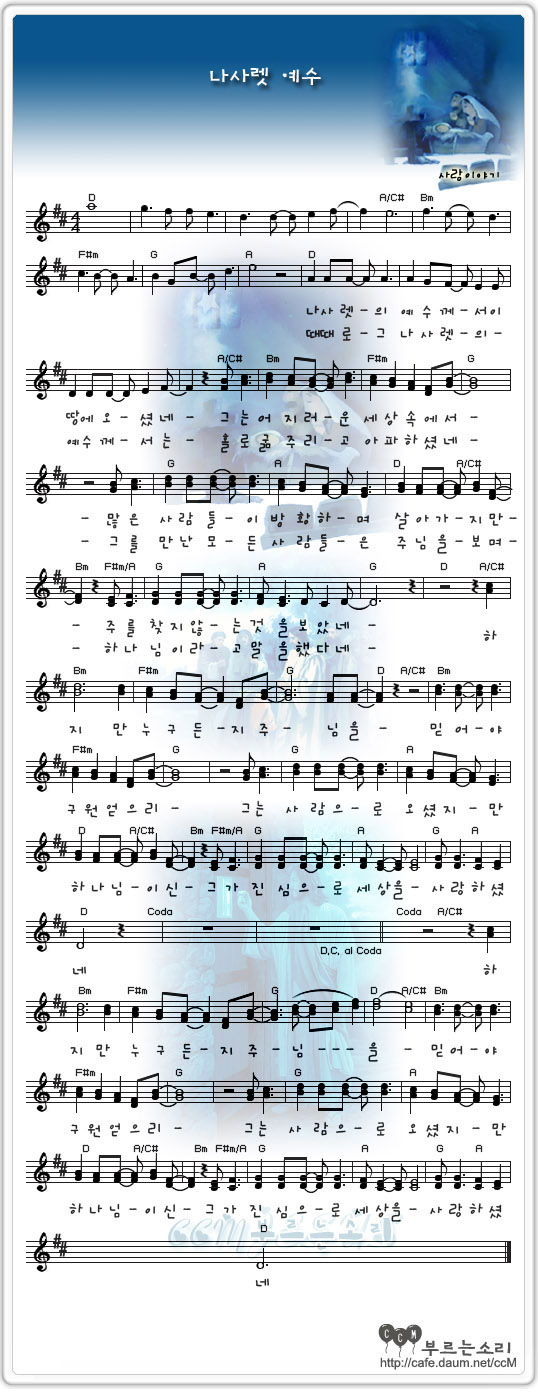 나사렛 예수
사랑이야기
D A/C# Bm
4
4
F#m G A D
나사렛-의 예수께-서이
때때로-그 나사렛-의-
A/C# Bm F#m G
땅에오-셨네- 그는어지러-운세상속에서-
예수께-서는- 홀로굶주리-고아파하셨네-
G A D A/C#
-많은 사람들-이방황하-며 살아가-지만-
-그를 만난모-든사람들-은 주님을-보며-
Bm F#m/A G A G D A/C#
-주를찾지않-는것을보았네- 하
-하나님이라-고말을했다네-
Bm F#m G D A/C# Bm
지만누구든-지주-님을- 믿어야
F#m G G A
구원얻으리- 그는사람으-로오셨지-만
D A/C# Bm F#m/A G A G A
하나님-이신-그가진심으-로세상을-사랑하셨
D Coda Coda A/C#
D,C, al Coda
네 하
Bm F#m G D A/C# Bm
지만누구든-지주-님---을-믿어야
F#m G G A
구원얻으리- 그는사람으-로오셨지-만
D A/C# Bm F#m/A G A G A
하나님-이신-그가진심으-로세상을-사랑하셨
CCM 부르는소리
D
네
CCM 부르는소리
http://cafe.daum.net/ccM